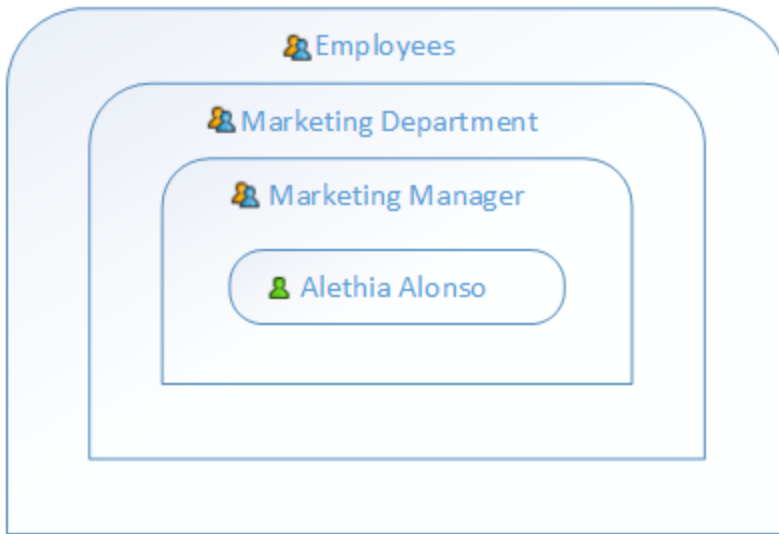 Employees
Marketing Department
Marketing Manager
Alethia Alonso